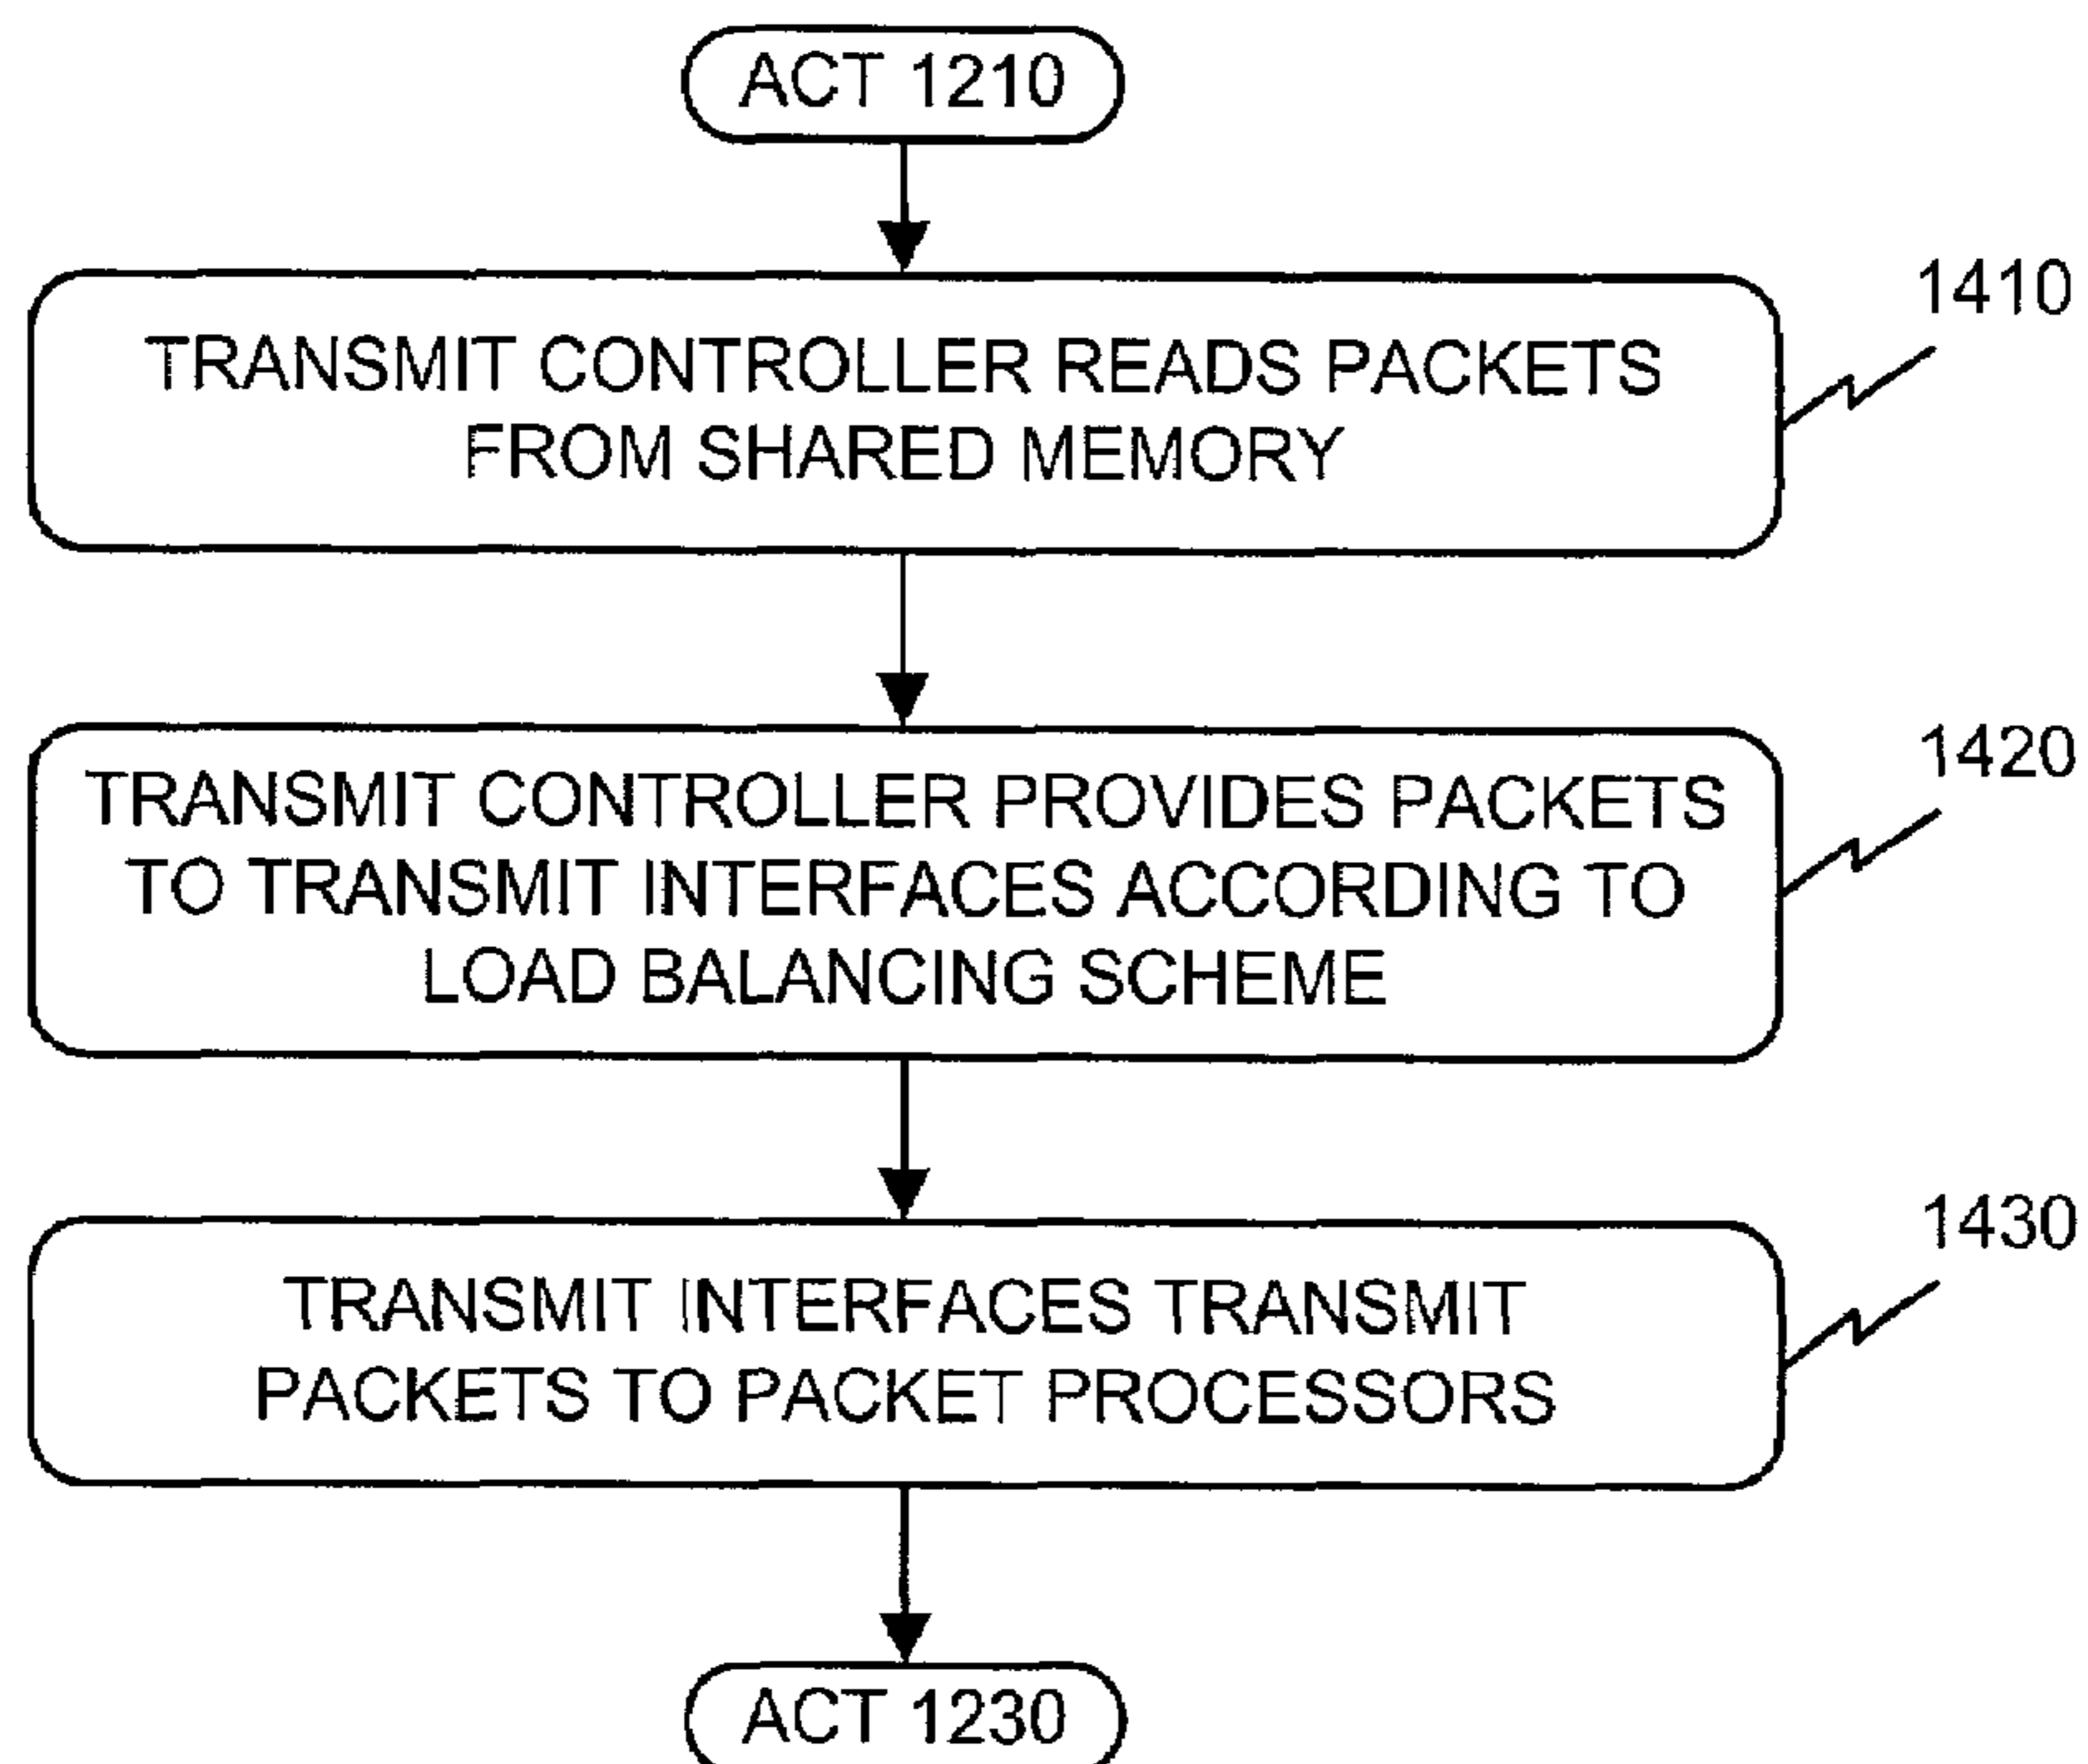 ACT 1210
1410
TRANSMIT CONTROLLER READS PACKETS
FROM SHARED MEMORY
1420
TRANSMIT CONTROLLER PROVIDES PACKETS
TO TRANSMIT INTERFACES ACCORDING TO
LOAD BALANCING SCHEME
1430
TRANSMIT INTERFACES TRANSMIT
PACKETS TO PACKET PROCESSORS
ACT 1230